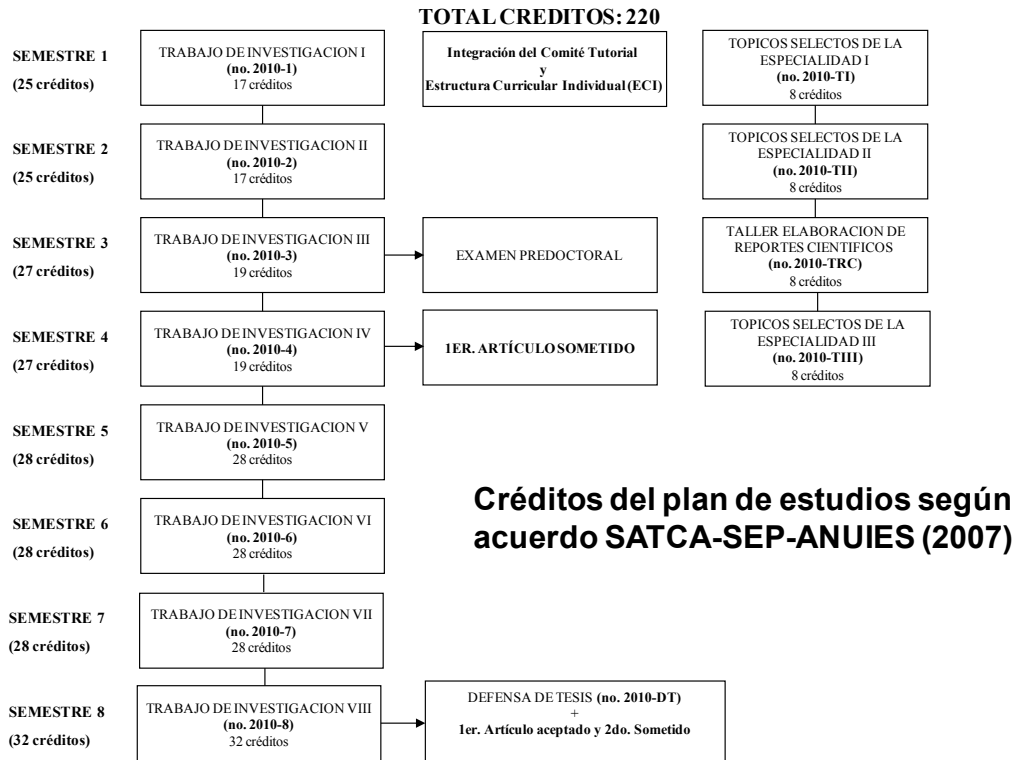 TOTAL CREDITOS: 220
SEMESTRE 1
(25 créditos)
TRABAJO DE INVESTIGACION I
(no. 2010-1)
17 créditos
Integración del Comité Tutorial
y
Estructura Curricular Individual (ECI)
TOPICOS SELECTOS DE LA
ESPECIALIDAD I
(no. 2010-TI)
8 créditos
SEMESTRE 2
(25 créditos)
TRABAJO DE INVESTIGACION II
(no. 2010-2)
17 créditos
TOPICOS SELECTOS DE LA
ESPECIALIDAD II
(no. 2010-TII)
8 créditos
SEMESTRE 3
(27 créditos)
TRABAJO DE INVESTIGACION III
(no. 2010-3)
19 créditos
EXAMEN PREDOCTORAL
TALLER ELABORACION DE
REPORTES CIENTIFICOS
(no. 2010-TRC)
8 créditos
SEMESTRE 4
(27 créditos)
TRABAJO DE INVESTIGACION IV
(no. 2010-4)
19 créditos
1ER. ARTÍCULO SOMETIDO
TOPICOS SELECTOS DE LA
ESPECIALIDAD III
(no. 2010-TIII)
8 créditos
SEMESTRE 5
(28 créditos)
TRABAJO DE INVESTIGACION V
(no. 2010-5)
28 créditos
SEMESTRE 6
(28 créditos)
TRABAJO DE INVESTIGACION VI
(no. 2010-6)
28 créditos
Créditos del plan de estudios según
acuerdo SATCA-SEP-ANUIES (2007)
SEMESTRE 7
(28 créditos)
TRABAJO DE INVESTIGACION VII
(no. 2010-7)
28 créditos
SEMESTRE 8
(32 créditos)
TRABAJO DE INVESTIGACION VIII
(no. 2010-8)
32 créditos
DEFENSA DE TESIS (no. 2010-DT)
+
1er. Artículo aceptado y 2do. Sometido